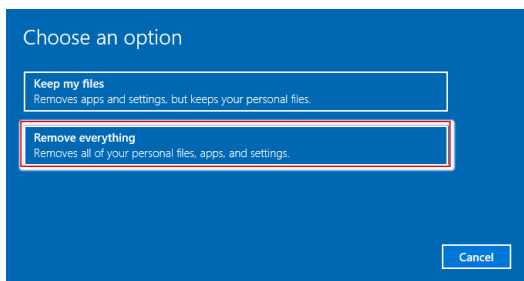 Choose an option
Keep my files
Removes apps and settings, but keeps your personal files.
Remove everything
Removes all of your personal files, apps, and settings.
Cancel